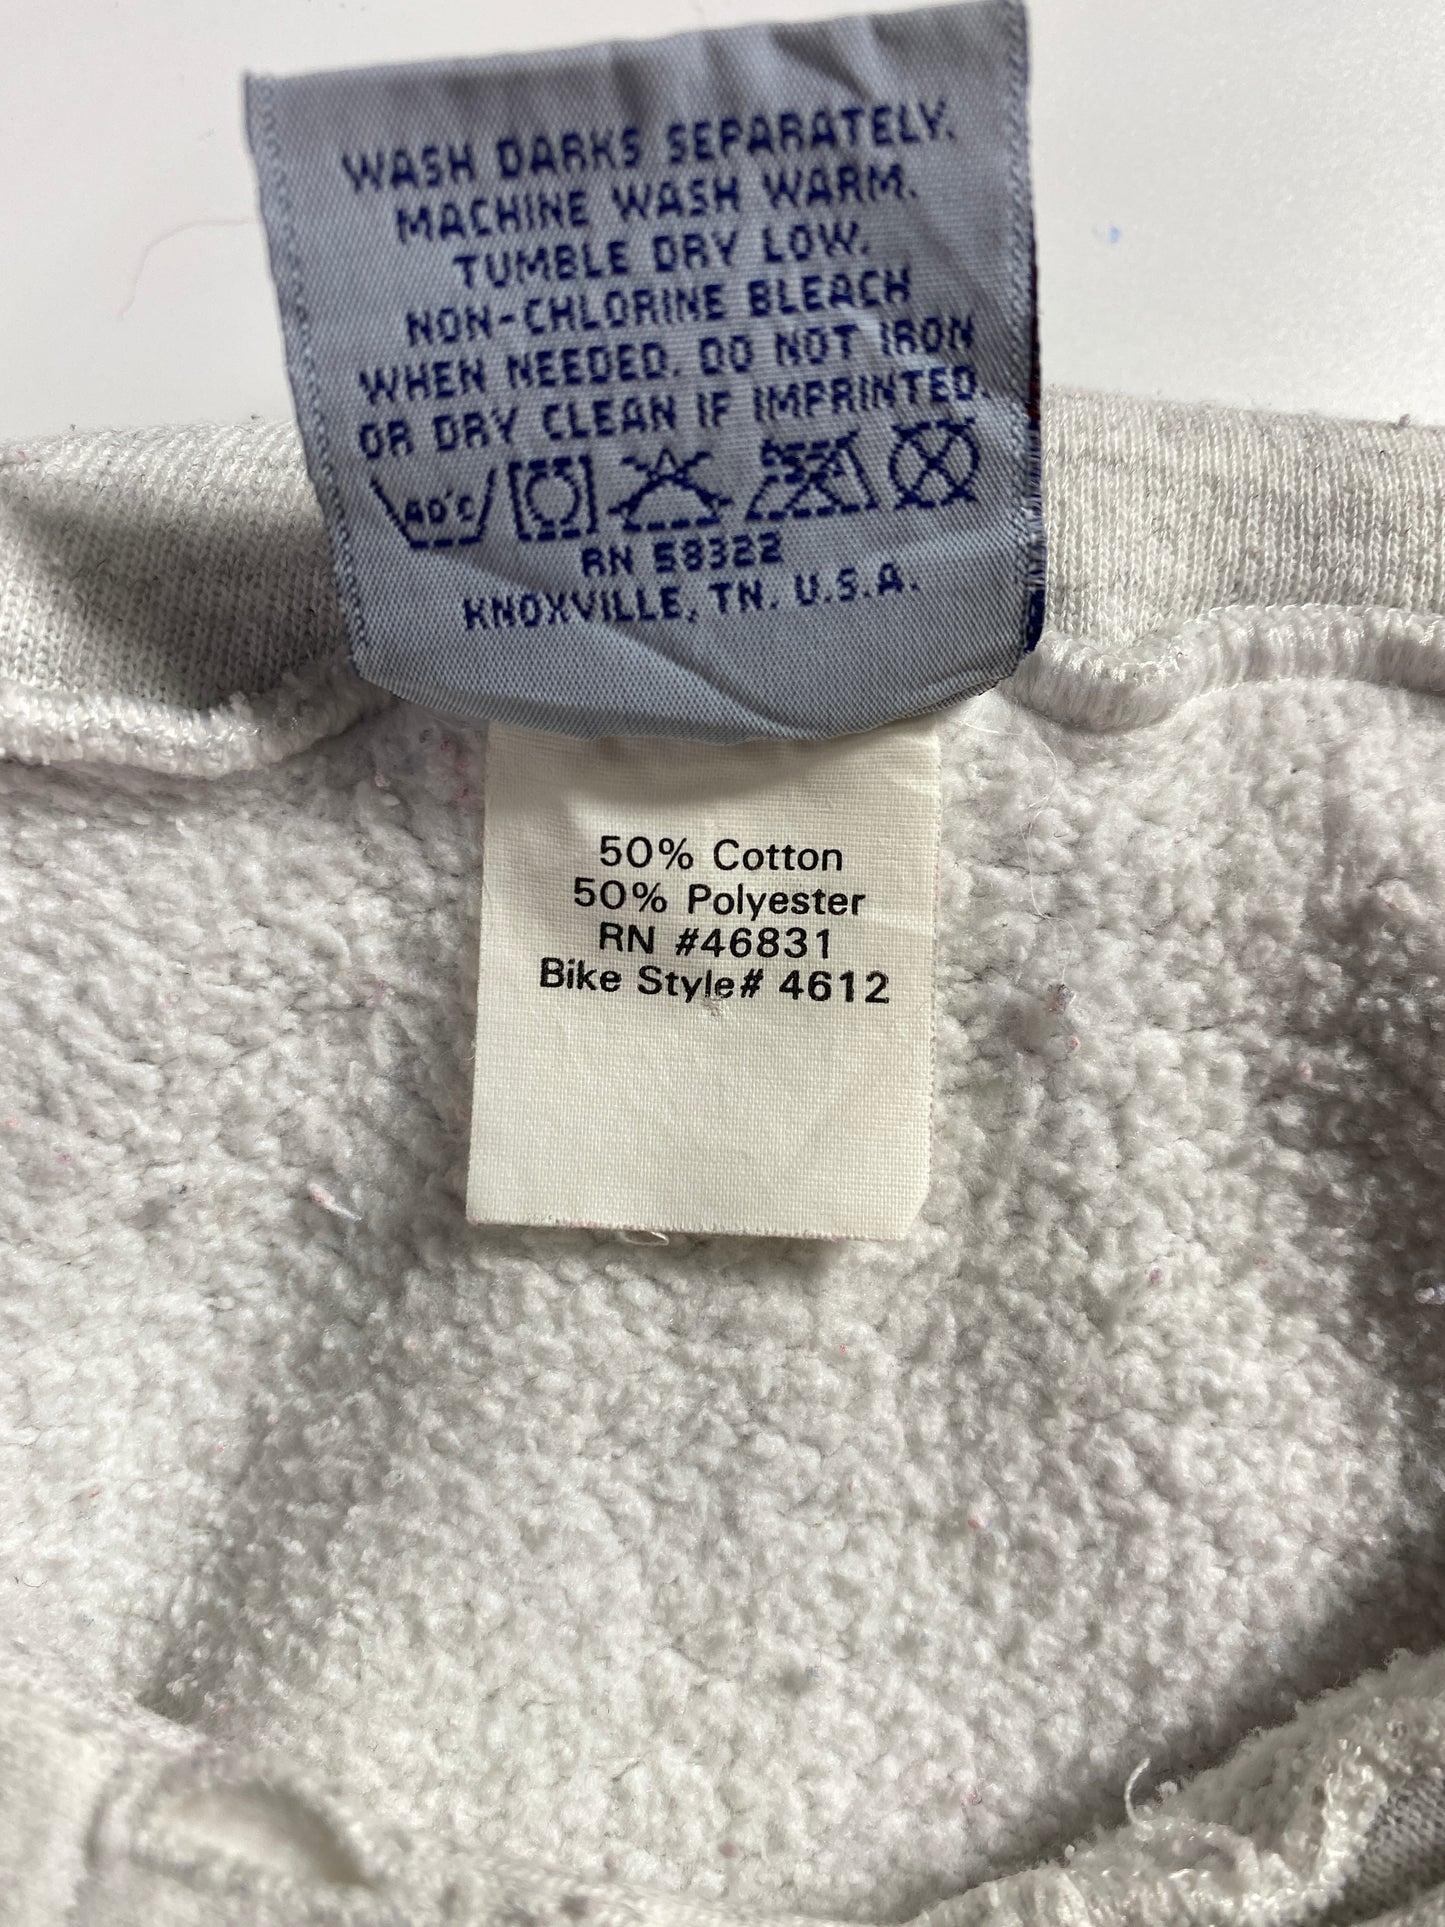 WASH DARKS SEPARATELY.
MACHINE WASH WARM.
TUMBLE DRY LOW.
NON-CHLORINE BLEACH
WHEN NEEDED. DO NOT IRON
OR DRY CLEAN IF IMPRINTED.
40°C
RN 58322
KNOXVILLE, TN. U.S.A.
50% Cotton
50% Polyester
RN #46831
Bike Style# 4612